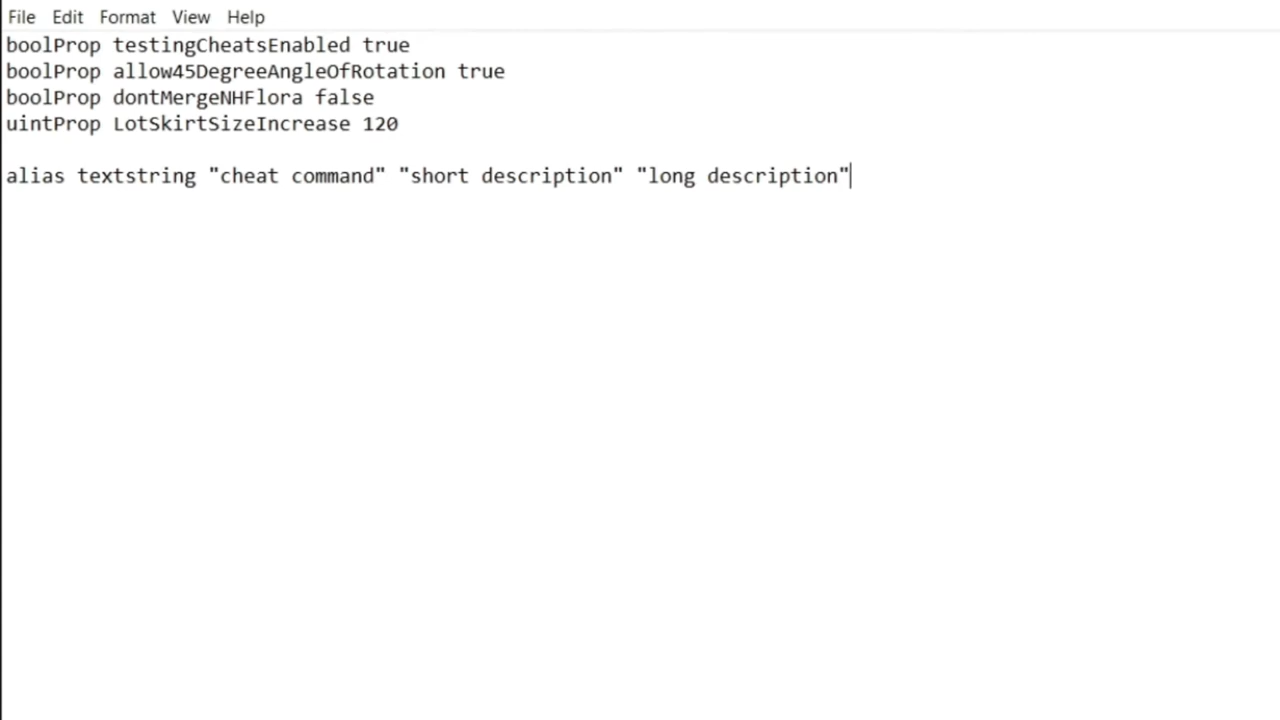 File Edit Format View Help
boolProp testingCheatsEnabled true
boolProp allow45DegreeAngleOfRotation true
boolProp dontMergeNHFlora false
uintProp LotSkirtSizeIncrease 120
alias textstring "cheat command" "short description" "long description"